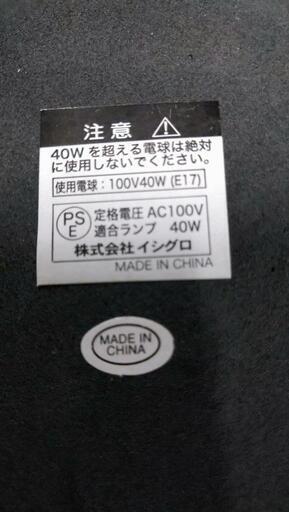 注意
40Wを超える電球は絶対
に使用しないでください。
使用電球：100V40W(E17)
PS
E
定格電圧 AC100V
適合ランプ 40W
株式会社イシグロ
MADE IN CHINA
MADE IN
CHINA